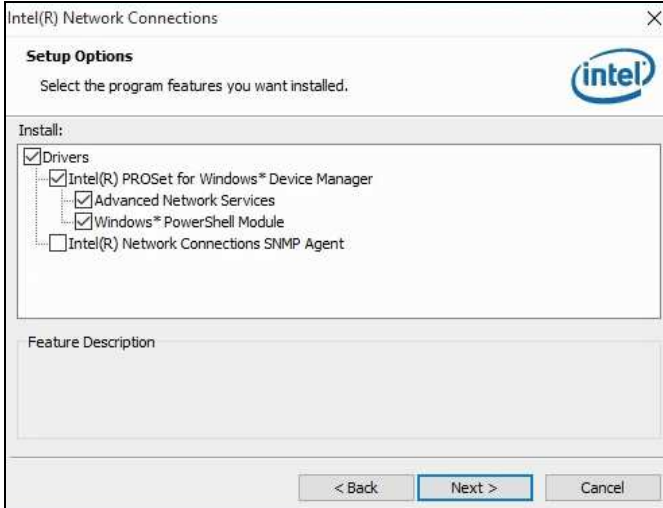 Intel(R) Network Connections
Setup Options
Select the program features you want installed.
intel
Install:
Drivers
Intel(R) PROSet for Windows* Device Manager
Advanced Network Services
Windows* PowerShell Module
Intel(R) Network Connections SNMP Agent
Feature Description
< Back Next > Cancel